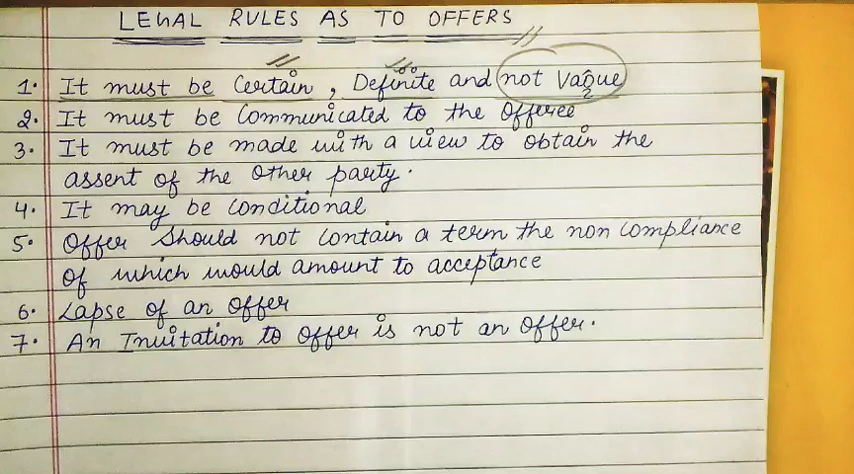 LEGAL RULES AS TO OFFERS
1. It must be Certain, Definite and not Vague
2. It must be Communicated to the Offeree
3. It must be made with a view to obtain the
assent of the Other party.
4. It may be Conditional
5. Offer Should not Contain a term the non compliance
of which would amount to acceptance
6. Lapse of an Offer
7. An Invitation to Offer is not an Offer.